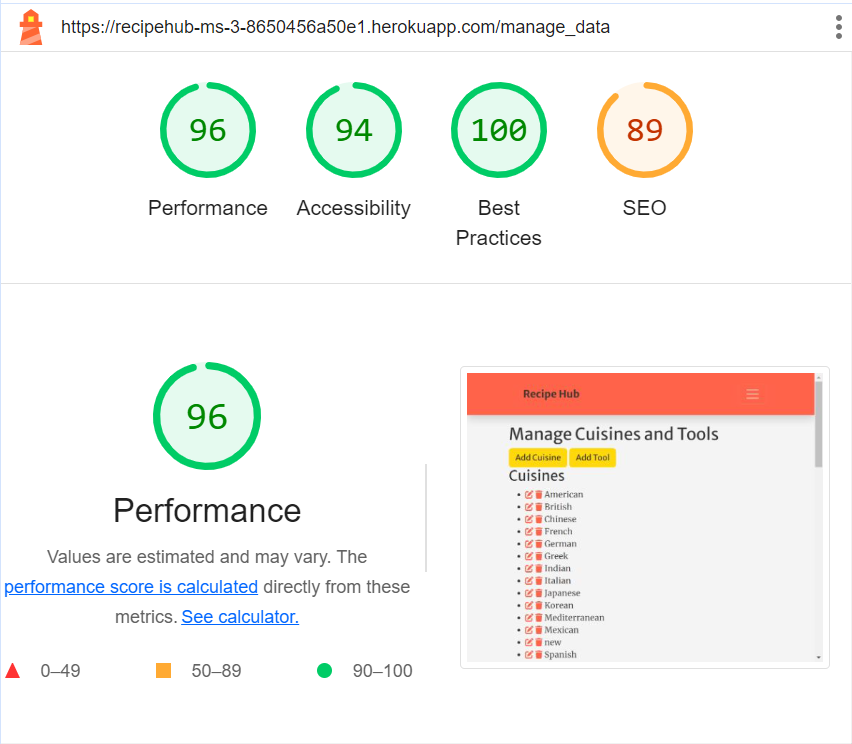 https://recipehub-ms-3-8650456a50e1.herokuapp.com/manage_data
96
94
100
89
Performance
Accessibility
Best
Practices
SEO
96
Performance
Values are estimated and may vary. The
performance score is calculated directly from these
metrics. See calculator.
0–49
50–89
90–100
Recipe Hub
Manage Cuisines and Tools
Add Cuisine
Add Tool
Cuisines
American
British
Chinese
French
German
Greek
Indian
Italian
Japanese
Korean
Mediterranean
Mexican
new
Spanish